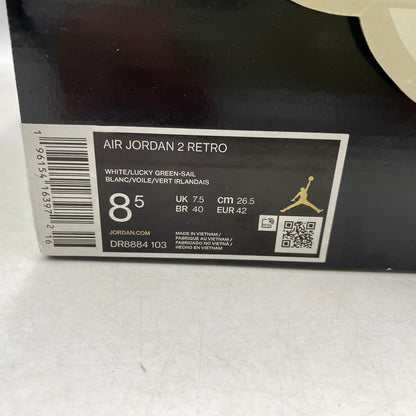 AIR JORDAN 2 RETRO
WHITE/LUCKY GREEN-SAIL
BLANC/VOILE/VERT IRLANDAIS
8 5
UK 7.5 cm 26.5
BR 40 EUR 42
JORDAN.COM
DR8884 103
MADE IN VIETNAM /
FABRIQUE AU VIETNAM /
FABRICADO NO VIETNÃ /
HECHO EN VIETNAM
1 96154 16397 2 16